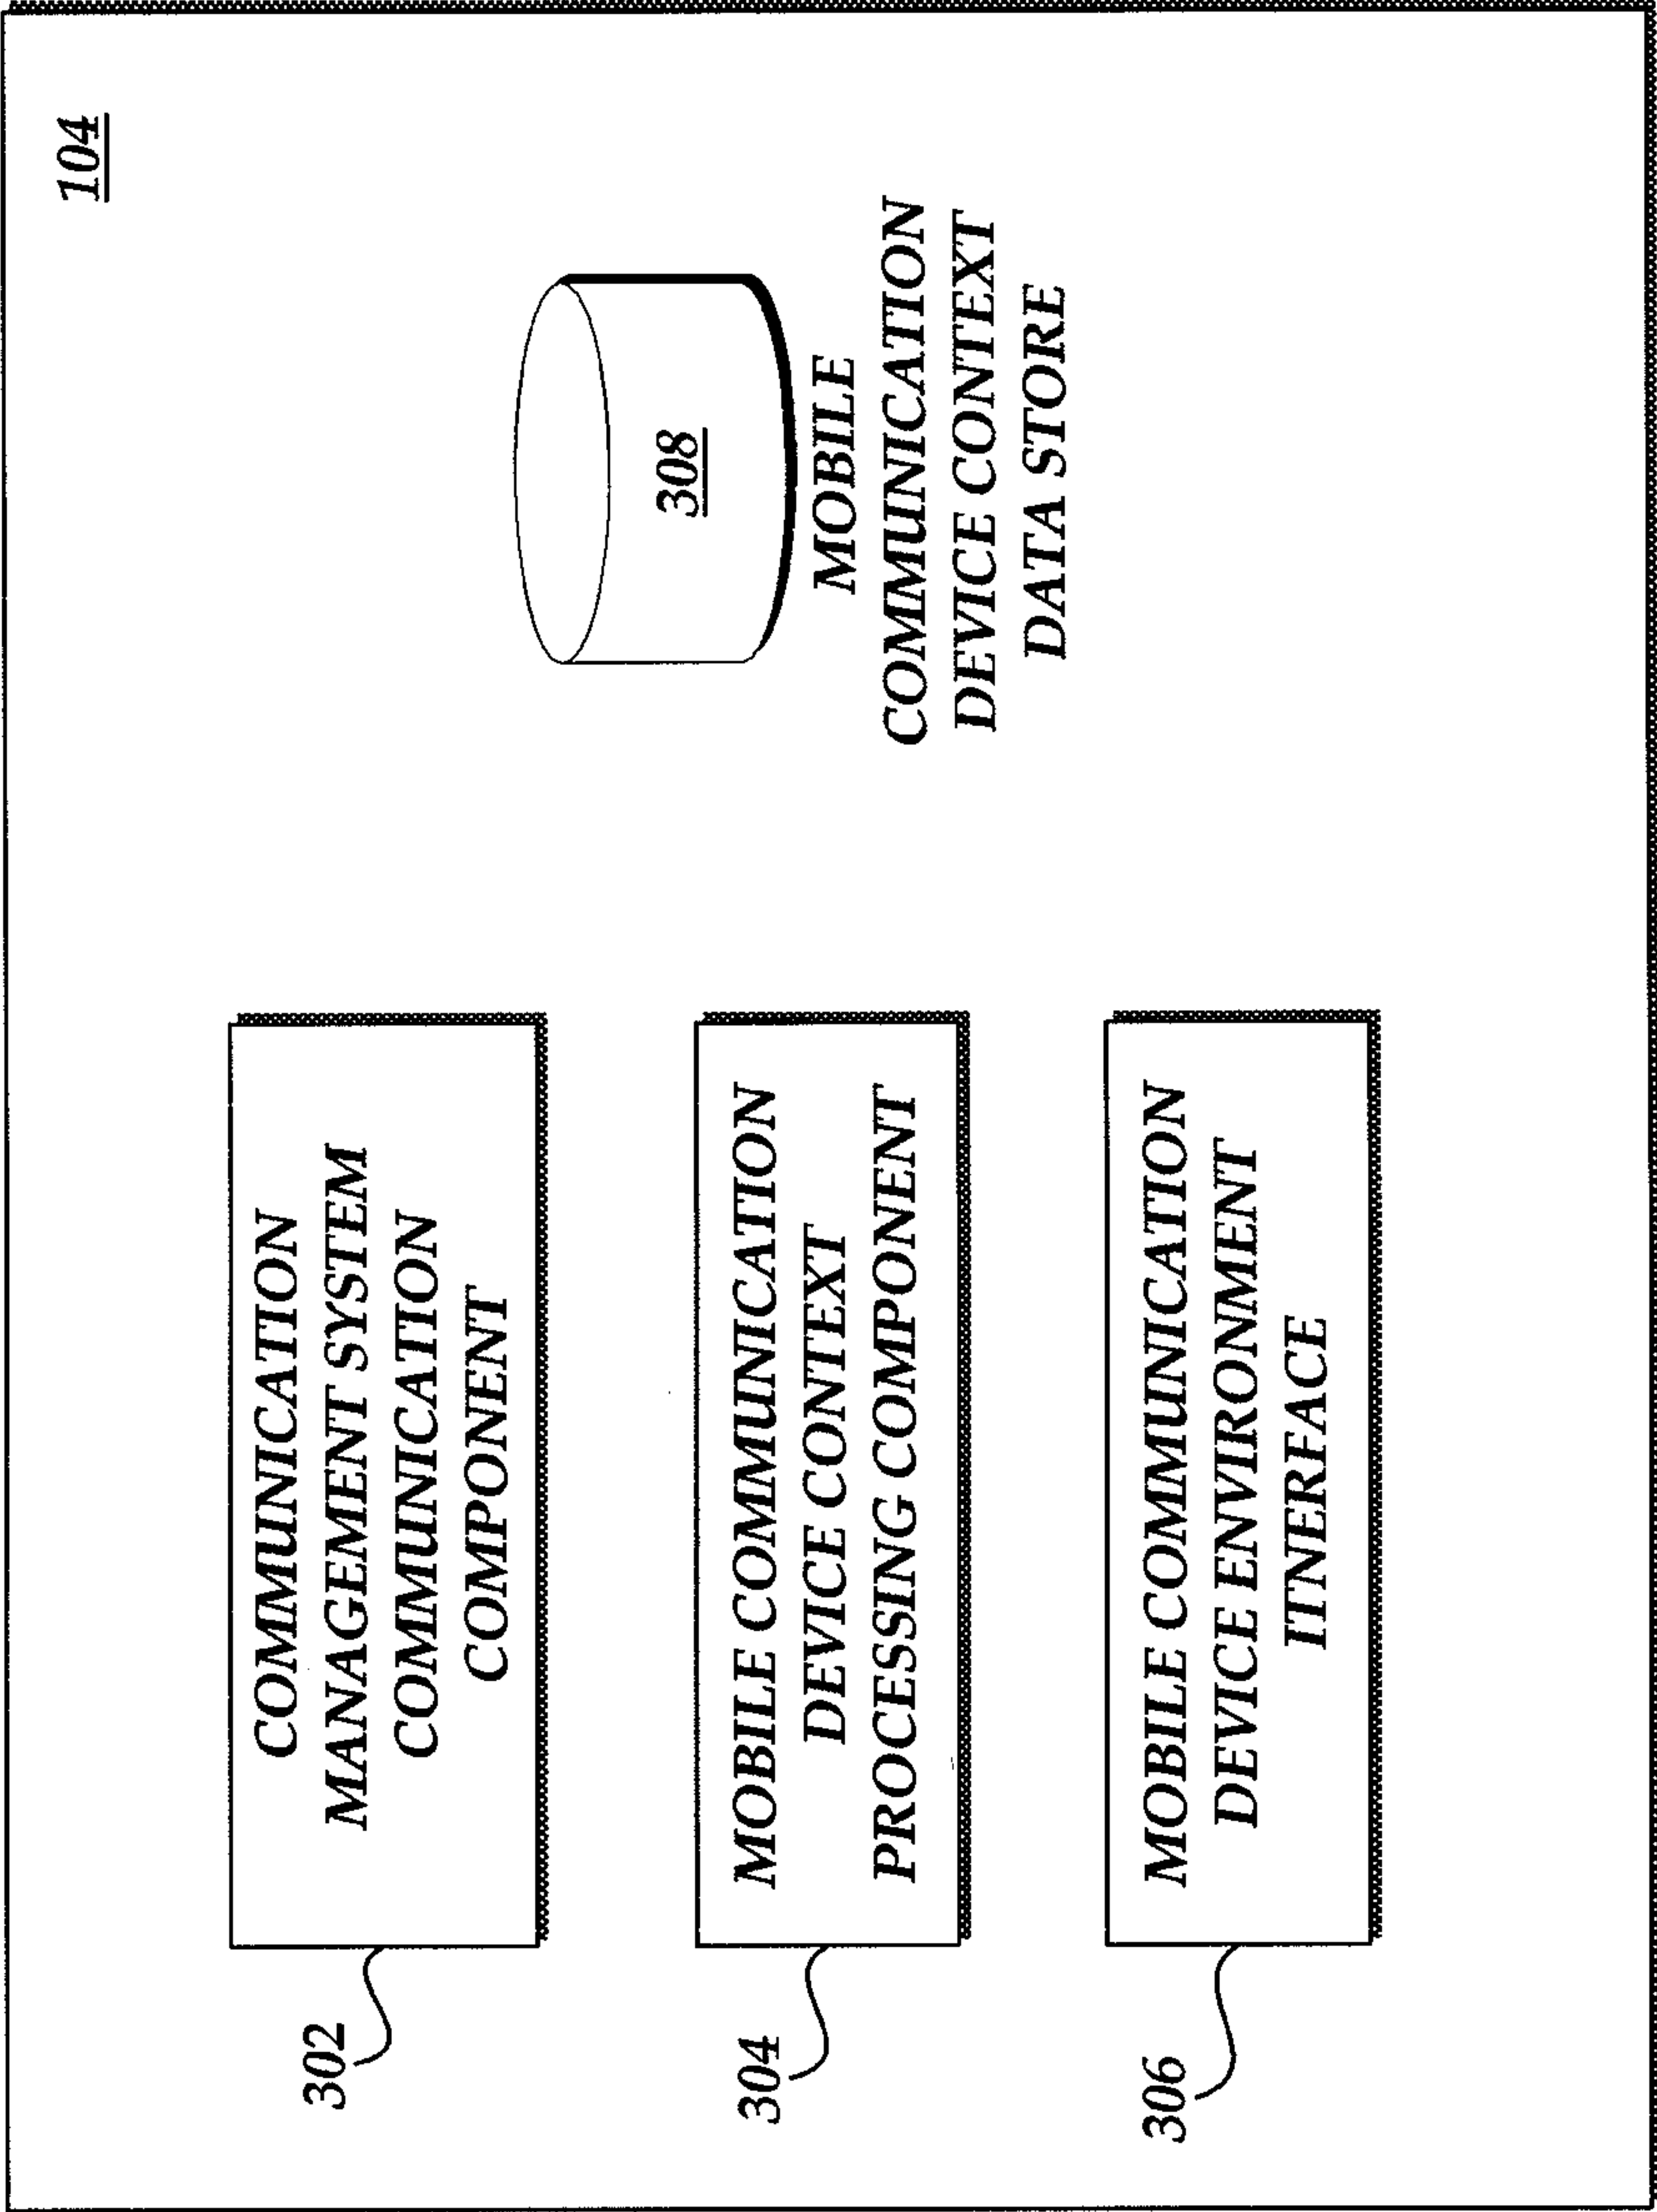 104
302
COMMUNICATION
MANAGEMENT SYSTEM
COMMUNICATION
COMPONENT
304
MOBILE COMMUNICATION
DEVICE CONTEXT
PROCESSING COMPONENT
306
MOBILE COMMUNICATION
DEVICE ENVIRONMENT
ITNERFACE
308
MOBILE
COMMUNICATION
DEVICE CONTEXT
DATA STORE